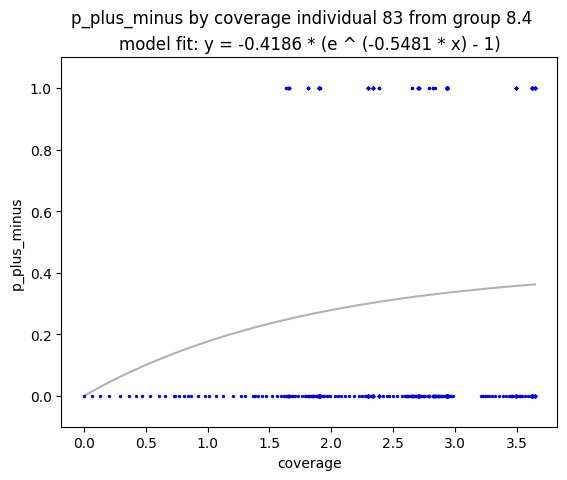 p_plus_minus by coverage individual 83 from group 8.4
model fit: y = -0.4186 * (e ^ (-0.5481 * x) - 1)
1.0
0.8
0.6
0.4
0.2
0.0
p_plus_minus
0.0 0.5 1.0 1.5 2.0 2.5 3.0 3.5
coverage